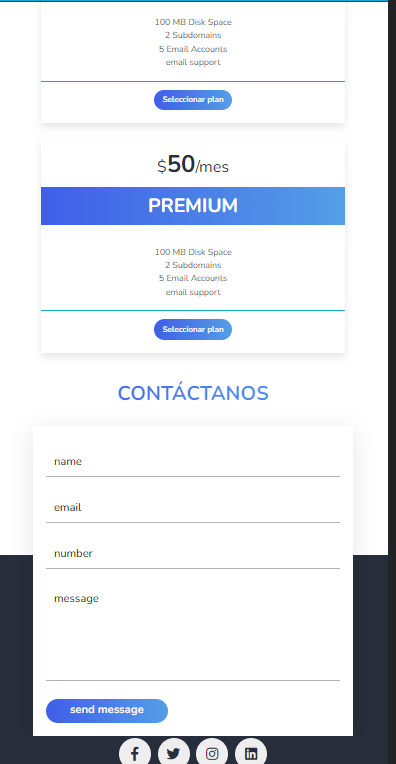 100 MB Disk Space
2 Subdomains
5 Email Accounts
email support
Seleccionar plan
$50/mes
PREMIUM
100 MB Disk Space
2 Subdomains
5 Email Accounts
email support
Seleccionar plan
CONTÁCTANOS
name
email
number
message
send message